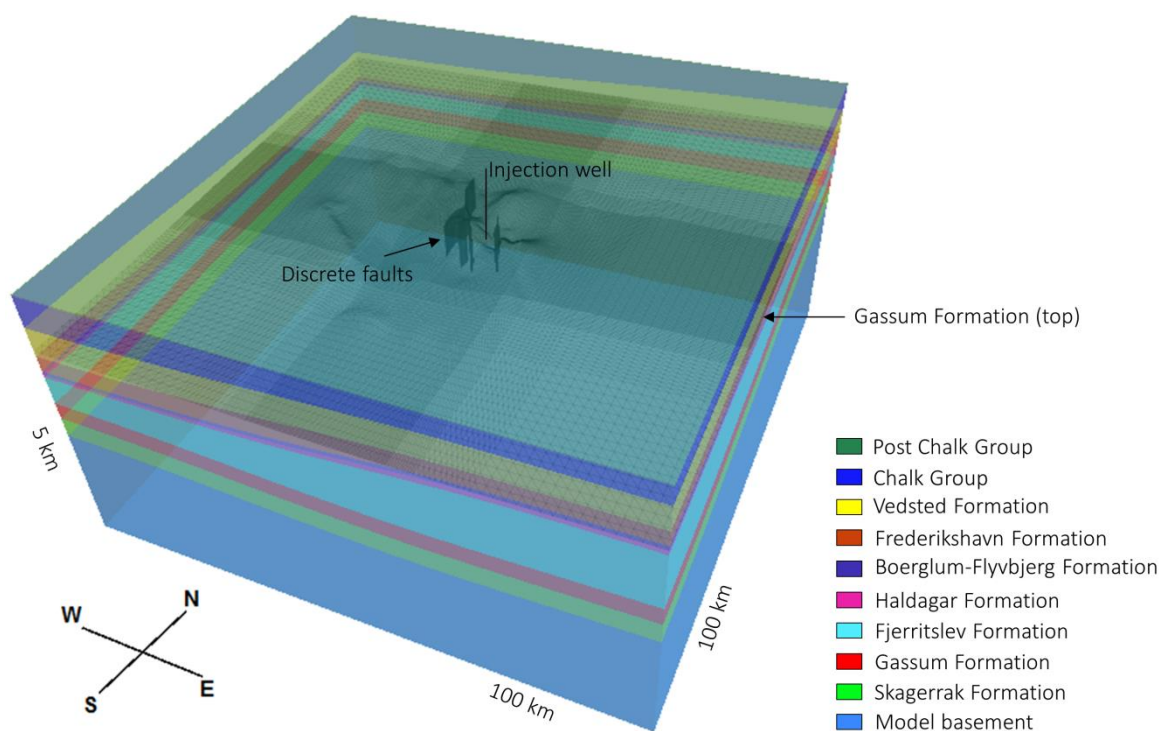 Injection well
Discrete faults
Gassum Formation (top)
5 km
100 km
100 km
N
W
E
S
Post Chalk Group
Chalk Group
Vedsted Formation
Frederikshavn Formation
Boerglum-Flyvbjerg Formation
Haldagar Formation
Fjerritslev Formation
Gassum Formation
Skagerrak Formation
Model basement